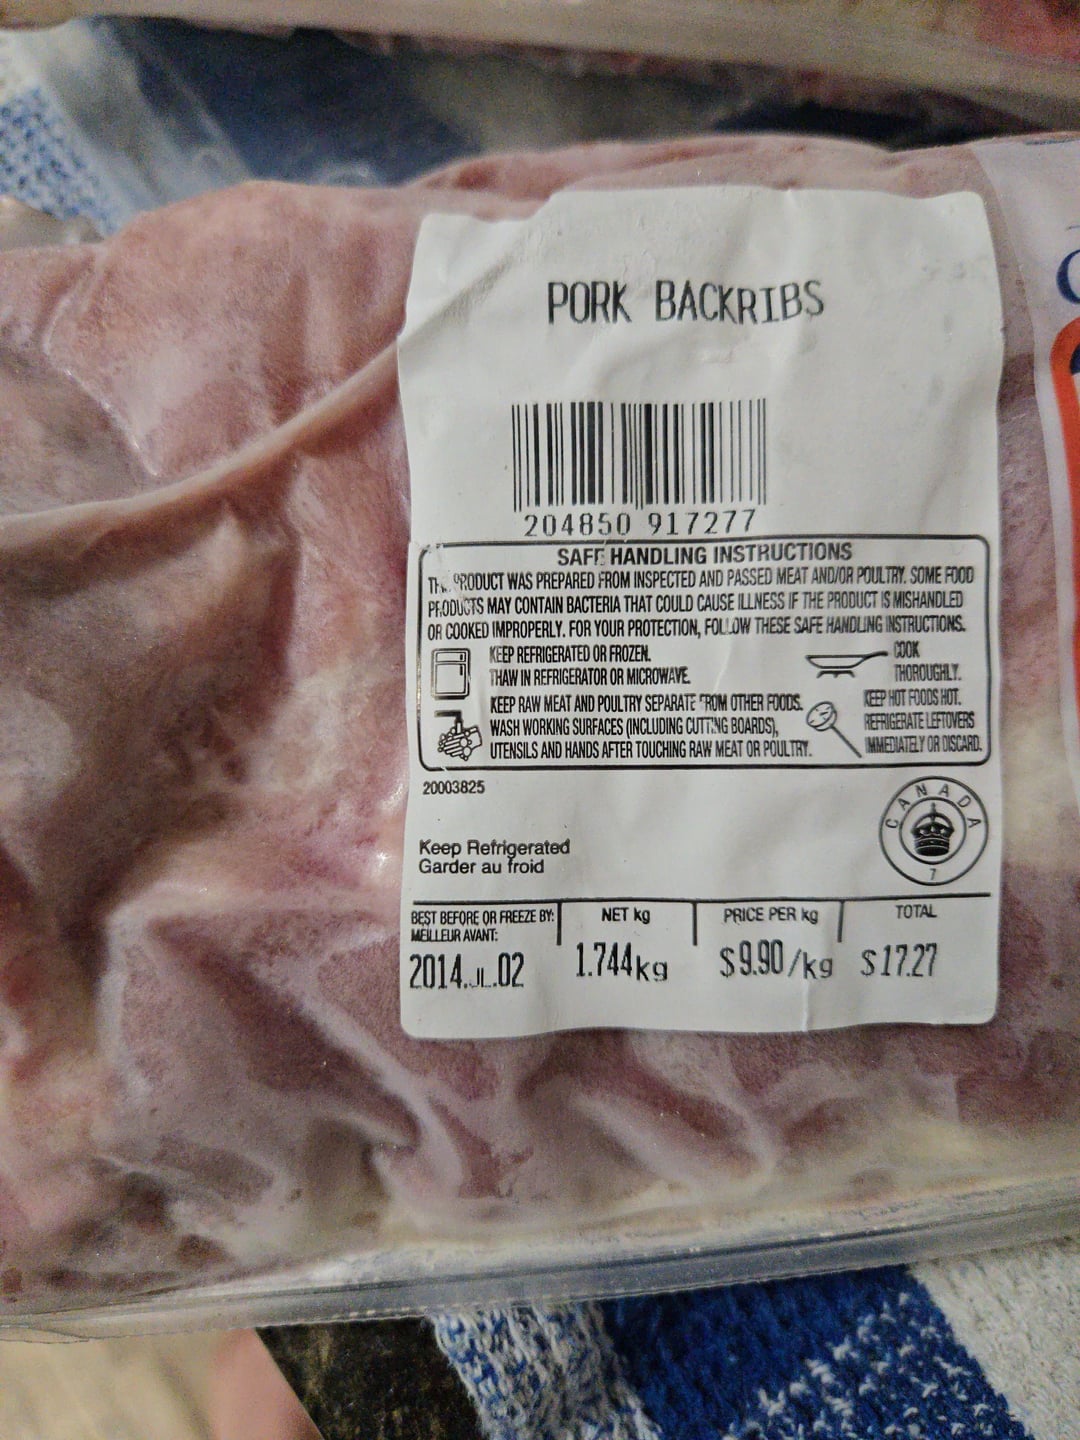 PORK BACKRIBS
204850 917277
SAFE HANDLING INSTRUCTIONS
PRODUCT WAS PREPARED FROM INSPECTED AND PASSED MEAT AND/OR POULTRY. SOME FOOD
PRODUCTS MAY CONTAIN BACTERIA THAT COULD CAUSE ILLNESS IF THE PRODUCT IS MISHANDLED
OR COOKED IMPROPERLY. FOR YOUR PROTECTION, FOLLOW THESE SAFE HANDLING INSTRUCTIONS.
KEEP REFRIGERATED OR FROZEN.
THAW IN REFRIGERATOR OR MICROWAVE.
COOK
THOROUGHLY.
KEEP RAW MEAT AND POULTRY SEPARATE FROM OTHER FOODS.
WASH WORKING SURFACES (INCLUDING CUTTING BOARDS),
UTENSILS AND HANDS AFTER TOUCHING RAW MEAT OR POULTRY.
KEEP HOT FOODS HOT.
REFRIGERATE LEFTOVERS
IMMEDIATELY OR DISCARD.
20003825
CANADA
7
Keep Refrigerated
Garder au froid
BEST BEFORE OR FREEZE BY:
MEILLEUR AVANT:
2014.JL.02
NET kg
1.744kg
PRICE PER kg
$9.90/kg
TOTAL
$17.27